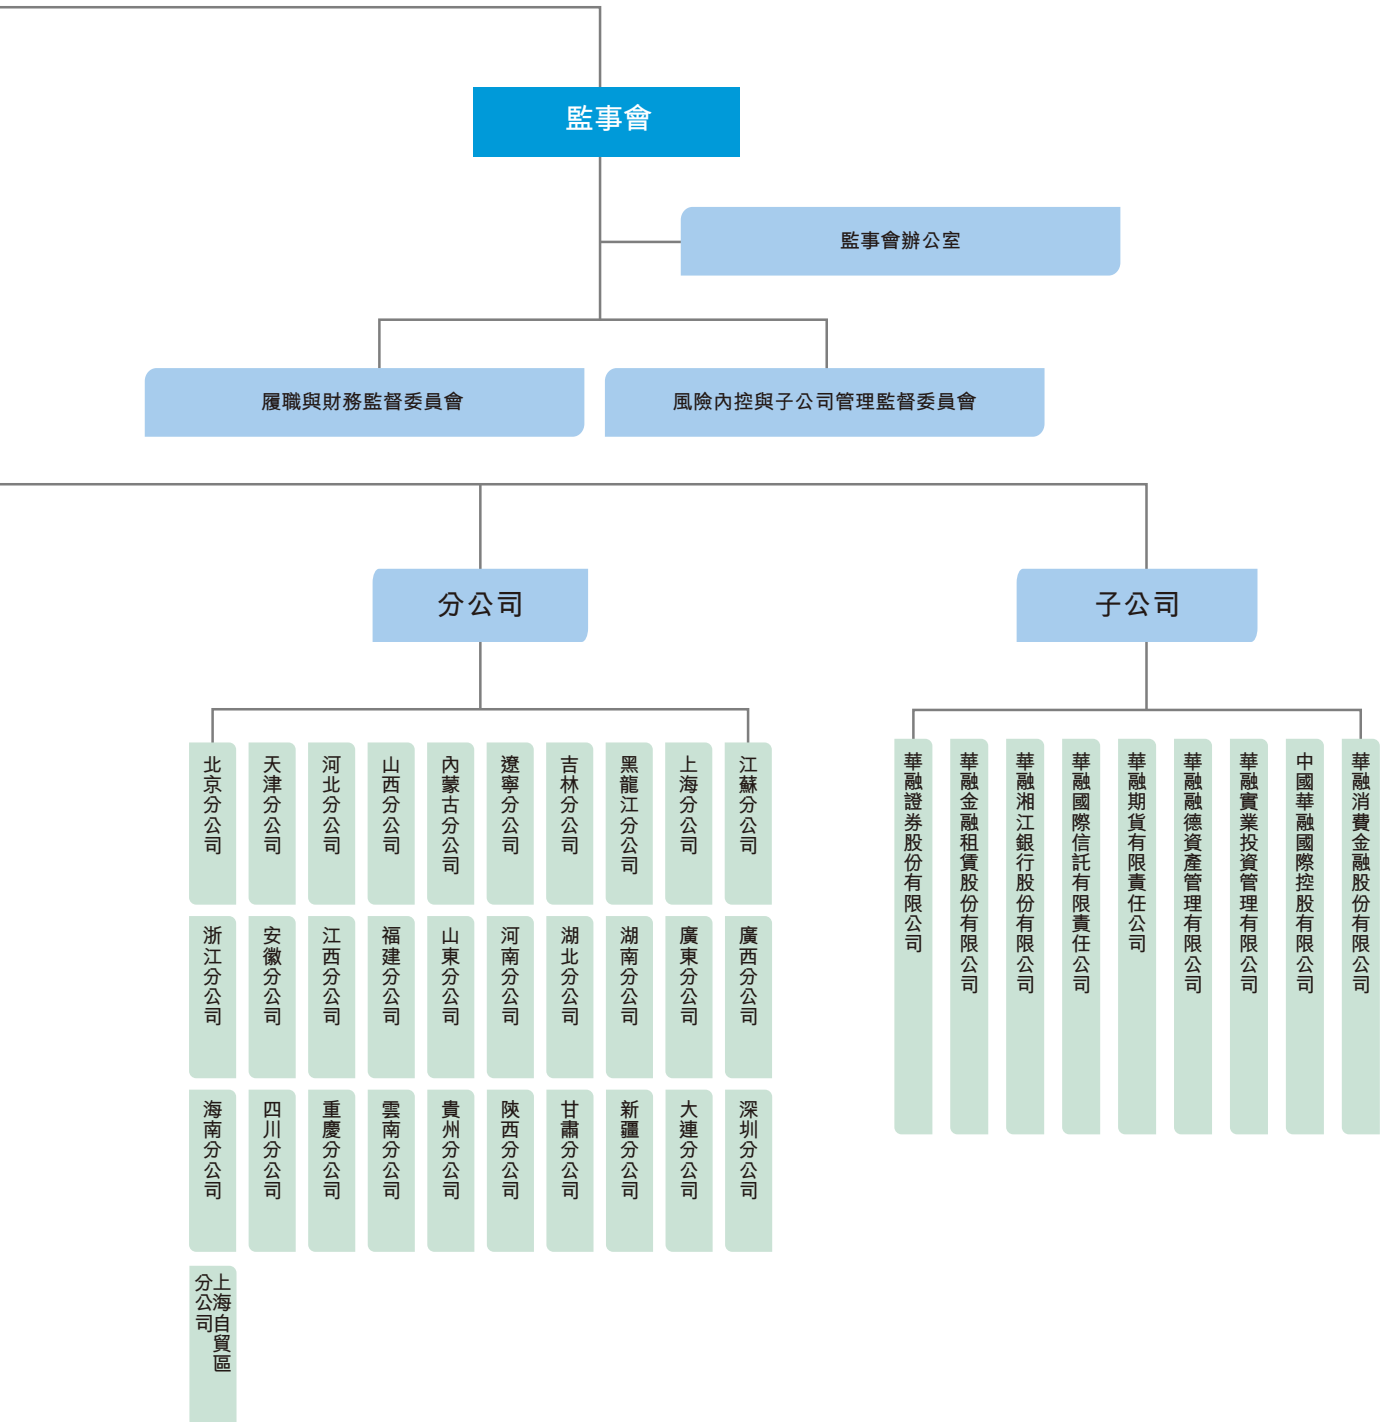 監事會
監事會辦公室
履職與財務監督委員會
風險內控與子公司管理監督委員會
分公司
子公司
北京分公司
天津分公司
河北分公司
山西分公司
內蒙古分公司
遼寧分公司
吉林分公司
黑龍江分公司
上海分公司
江蘇分公司
浙江分公司
安徽分公司
江西分公司
福建分公司
山東分公司
河南分公司
湖北分公司
湖南分公司
廣東分公司
廣西分公司
海南分公司
四川分公司
重慶分公司
雲南分公司
貴州分公司
陝西分公司
甘肅分公司
新疆分公司
大連分公司
深圳分公司
上海自貿區
分公司
華融證券股份有限公司
華融金融租賃股份有限公司
華融湘江銀行股份有限公司
華融國際信託有限責任公司
華融期貨有限責任公司
華融融德資產管理有限公司
華融實業投資管理有限公司
中國華融國際控股有限公司
華融消費金融股份有限公司